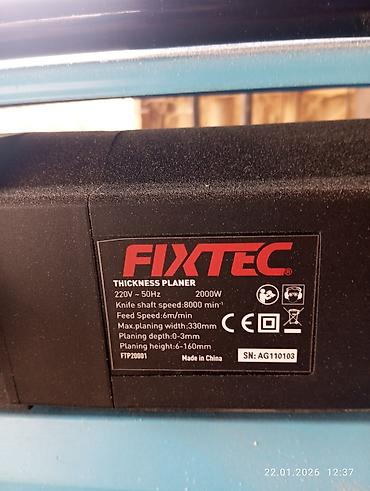 FIXTEC®
THICKNESS PLANER
220V ~ 50Hz 2000W
Knife shaft speed:8000 min⁻¹
Feed Speed:6m/min
Max.planing width:330mm
Planing depth:0-3mm
Planing height:6-160mm
FTP20001 Made in China
CE
SN: AG110103
22.01.2026 12:37